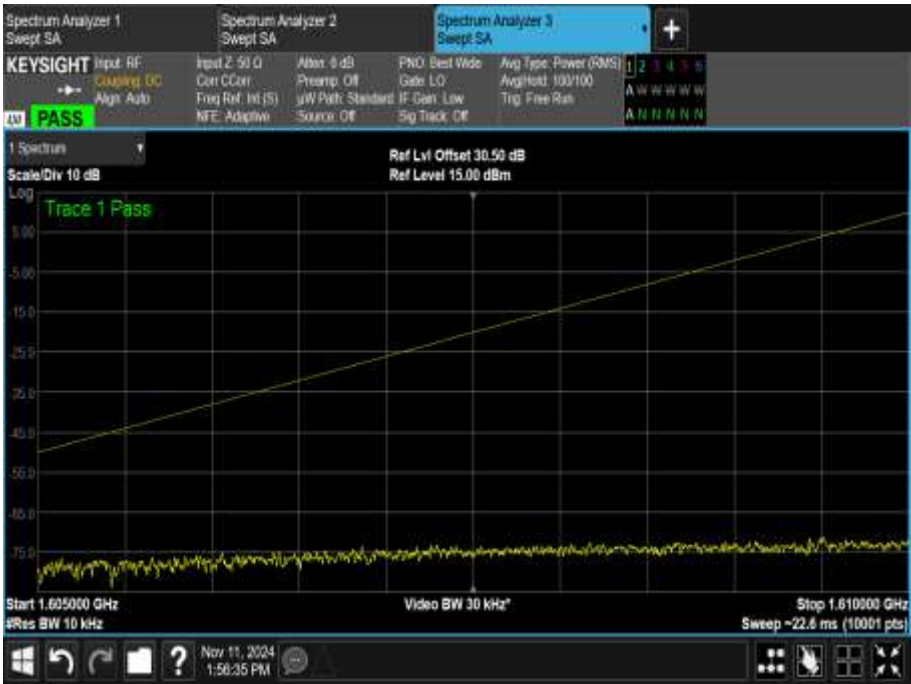 Spectrum Analyzer 1
Swept SA
Spectrum Analyzer 2
Swept SA
Spectrum Analyzer 3
Swept SA
KEYSIGHT
Input: RF
Coupling: DC
Align: Auto
Input Z: 50 Ω
Corr CCorr
Freq Ref: Int (S)
NFE: Adaptive
Atten: 6 dB
Preamp: Off
µW Path: Standard
Source: Off
PNO: Best Wide
Gate: LO
IF Gain: Low
Sig Track: Off
Avg Type: Power (RMS)
Avg|Hold: 100/100
Trig: Free Run
1 2 3 4 5 6
A W W W W W
A N N N N N
LXI
PASS
1 Spectrum
Scale/Div 10 dB
Ref Lvl Offset 30.50 dB
Ref Level 15.00 dBm
Log
Trace 1 Pass
5.00
-5.00
-15.0
-25.0
-35.0
-45.0
-55.0
-65.0
-75.0
Start 1.605000 GHz
Video BW 30 kHz*
Stop 1.610000 GHz
#Res BW 10 kHz
Sweep ~22.6 ms (10001 pts)
?
Nov 11, 2024
1:56:35 PM